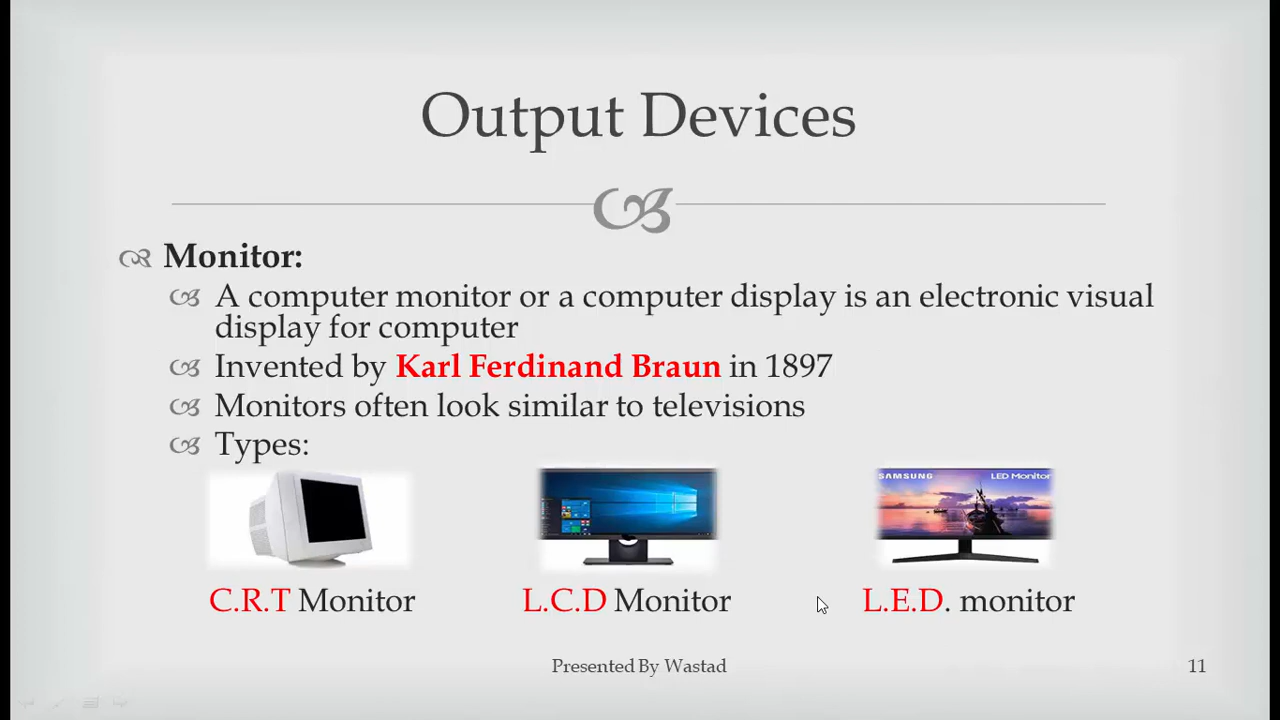 Output Devices
Monitor:
A computer monitor or a computer display is an electronic visual
display for computer
Invented by Karl Ferdinand Braun in 1897
Monitors often look similar to televisions
Types:
SAMSUNG LED Monitor
C.R.T Monitor L.C.D Monitor L.E.D. monitor
Presented By Wastad 11